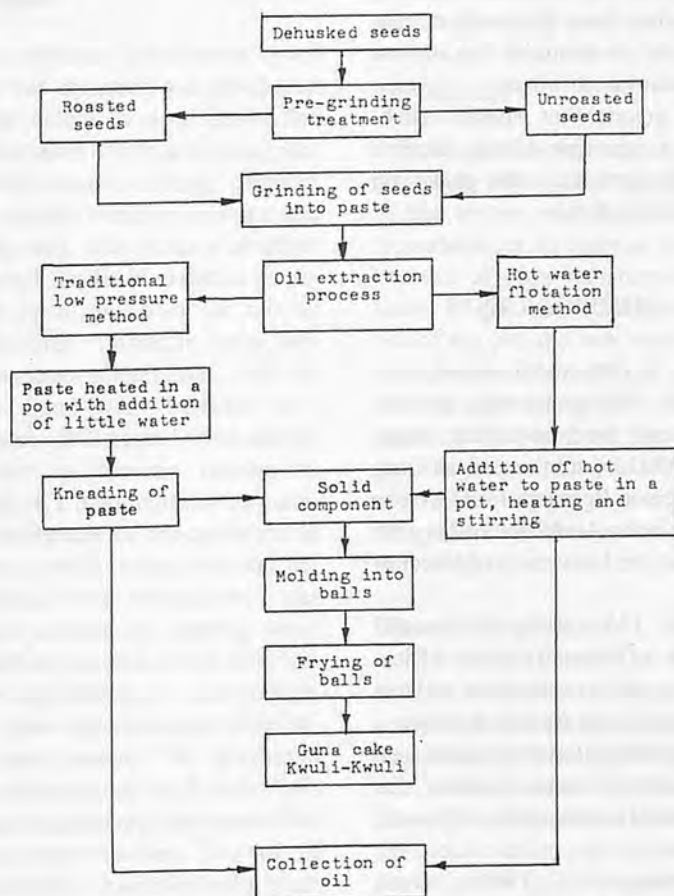 Dehusked seeds
Roasted
seeds
Pre-grinding
treatment
Unroasted
seeds
Grinding of seeds
into paste
Traditional
low pressure
method
Oil extraction
process
Hot water
flotation
method
Paste heated in a
pot with addition
of little water
Kneading of
paste
Solid
component
Addition of hot
water to paste in a
pot, heating and
stirring
Molding into
balls
Frying of
balls
Guna cake
Kwuli-Kwuli
Collection of
oil